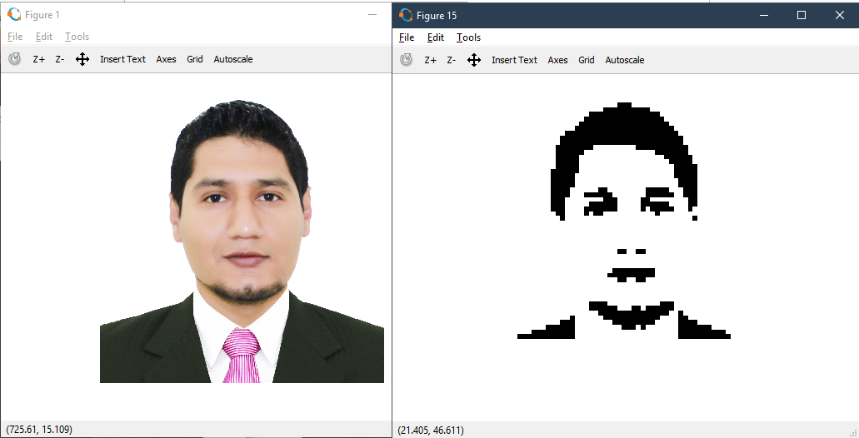 Figure 1
File Edit Tools
Z+ Z- Insert Text Axes Grid Autoscale
(725.61, 15.109)
Figure 15
File Edit Tools
Z+ Z- Insert Text Axes Grid Autoscale
(21.405, 46.611)